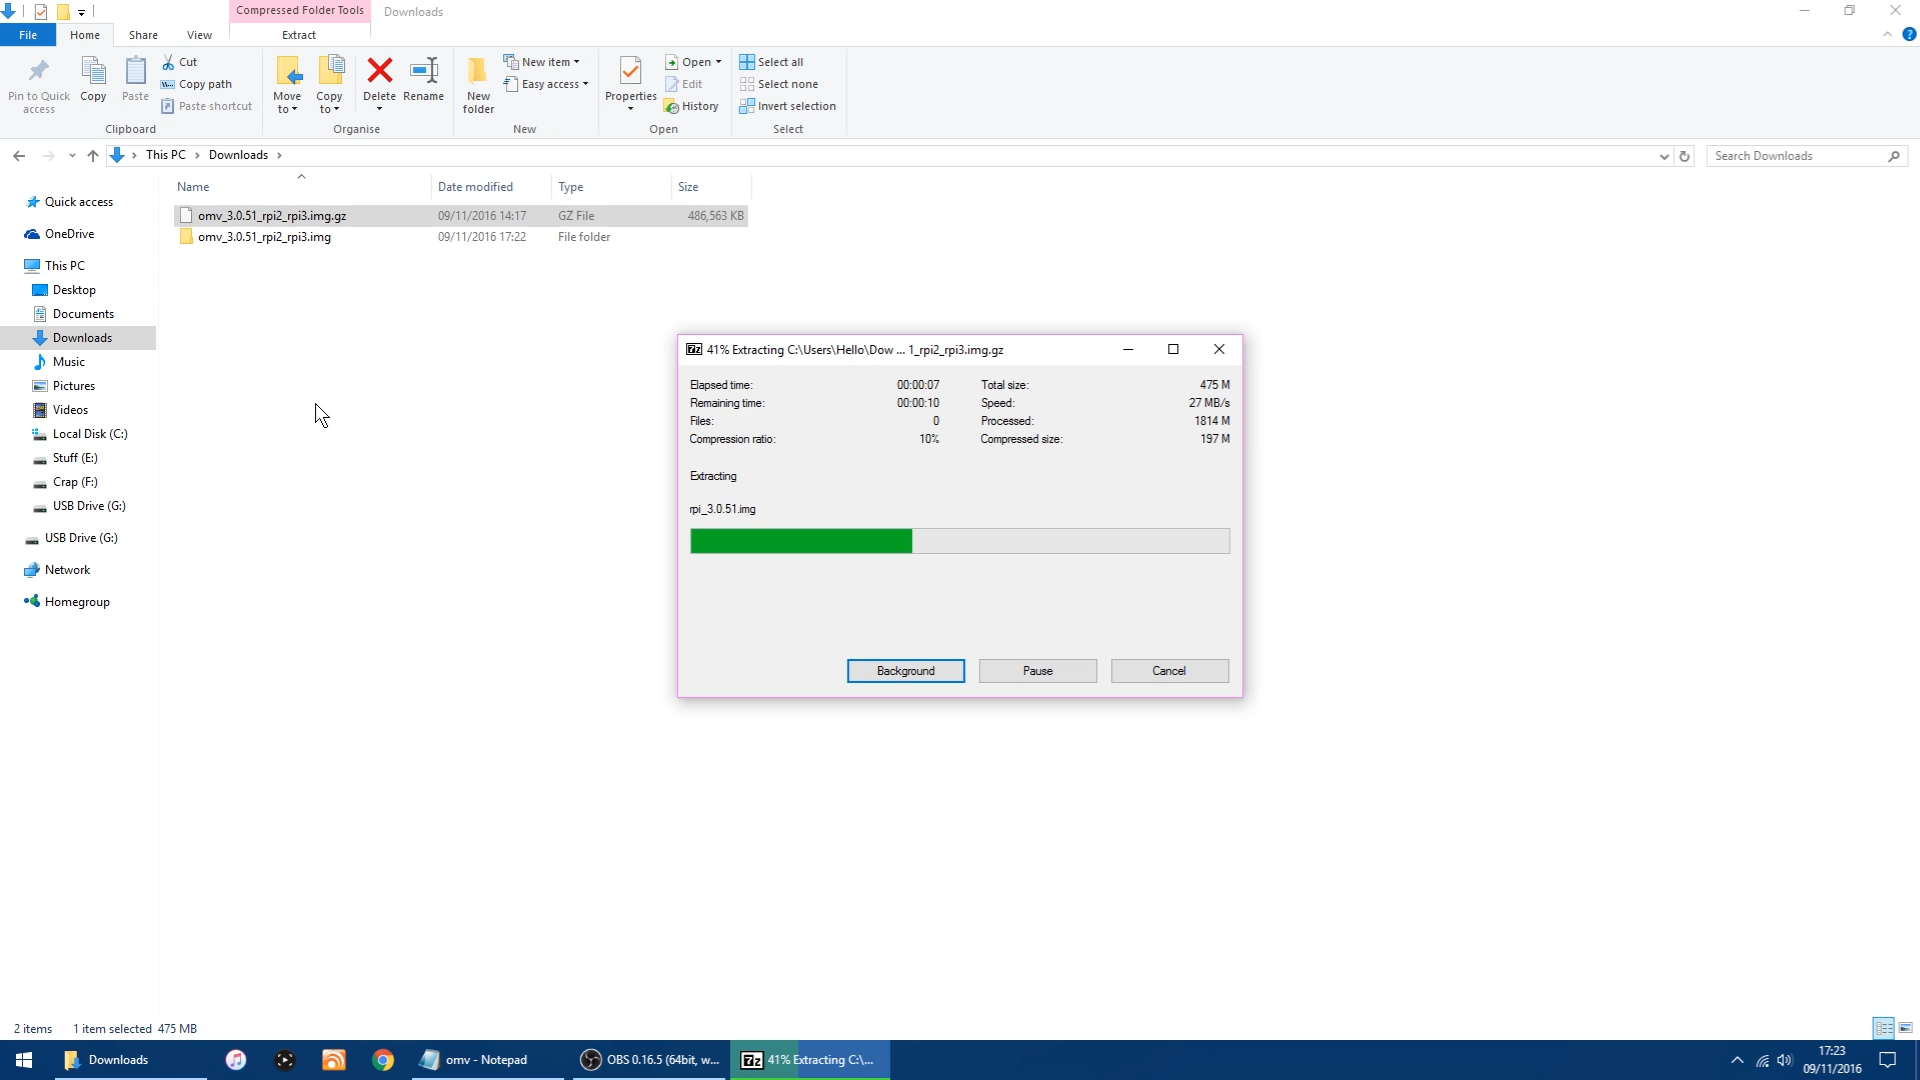 Compressed Folder Tools
Downloads
File
Home
Share
View
Extract
Pin to Quick access
Copy
Paste
Cut
Copy path
Paste shortcut
Clipboard
Move to
Copy to
Delete
Rename
Organise
New folder
New item
Easy access
New
Properties
Open
Edit
History
Open
Select all
Select none
Invert selection
Select
This PC
Downloads
Search Downloads
Name
Date modified
Type
Size
omv_3.0.51_rpi2_rpi3.img.gz
09/11/2016 14:17
GZ File
486,563 KB
omv_3.0.51_rpi2_rpi3.img
09/11/2016 17:22
File folder
Quick access
OneDrive
This PC
Desktop
Documents
Downloads
Music
Pictures
Videos
Local Disk (C:)
Stuff (E:)
Crap (F:)
USB Drive (G:)
USB Drive (G:)
Network
Homegroup
7z
41% Extracting C:\Users\Hello\Dow ... 1_rpi2_rpi3.img.gz
Elapsed time: 00:00:07
Total size: 475 M
Remaining time: 00:00:10
Speed: 27 MB/s
Files: 0
Processed: 1814 M
Compression ratio: 10%
Compressed size: 197 M
Extracting
rpi_3.0.51.img
Background
Pause
Cancel
2 items
1 item selected 475 MB
Downloads
omv - Notepad
OBS 0.16.5 (64bit, w...
7z
41% Extracting C:\...
17:23
09/11/2016